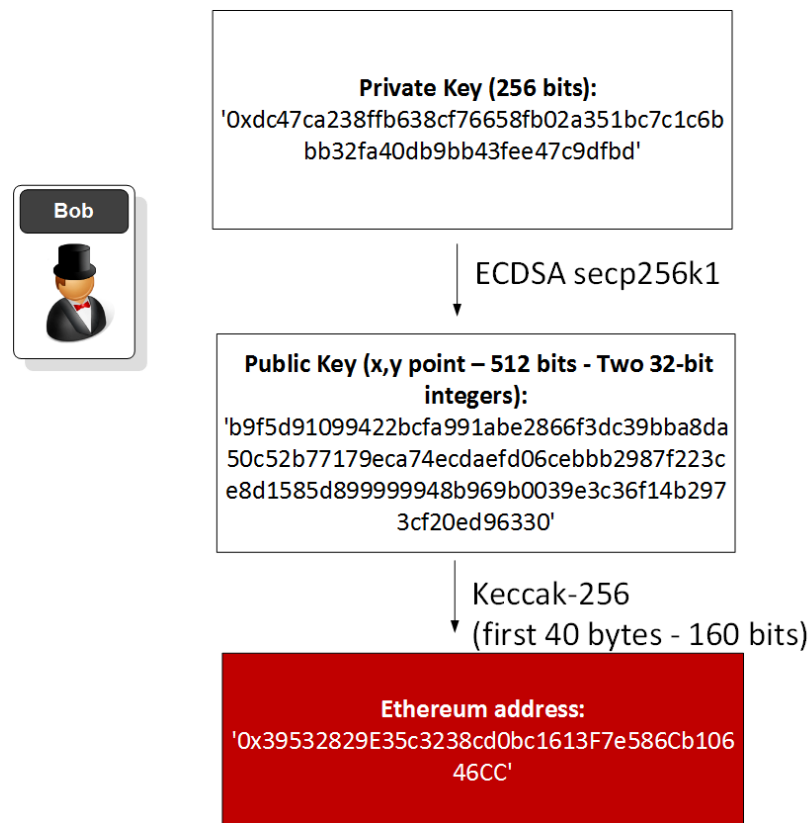 Private Key (256 bits):
'0xdc47ca238ffb638cf76658fb02a351bc7c1c6b
bb32fa40db9bb43fee47c9dfbd'
Bob
ECDSA secp256k1
Public Key (x,y point – 512 bits - Two 32-bit
integers):
'b9f5d91099422bcfa991abe2866f3dc39bba8da
50c52b77179eca74ecdaefd06cebbb2987f223c
e8d1585d899999948b969b0039e3c36f14b297
3cf20ed96330'
Keccak-256
(first 40 bytes - 160 bits)
Ethereum address:
'0x39532829E35c3238cd0bc1613F7e586Cb106
46CC'